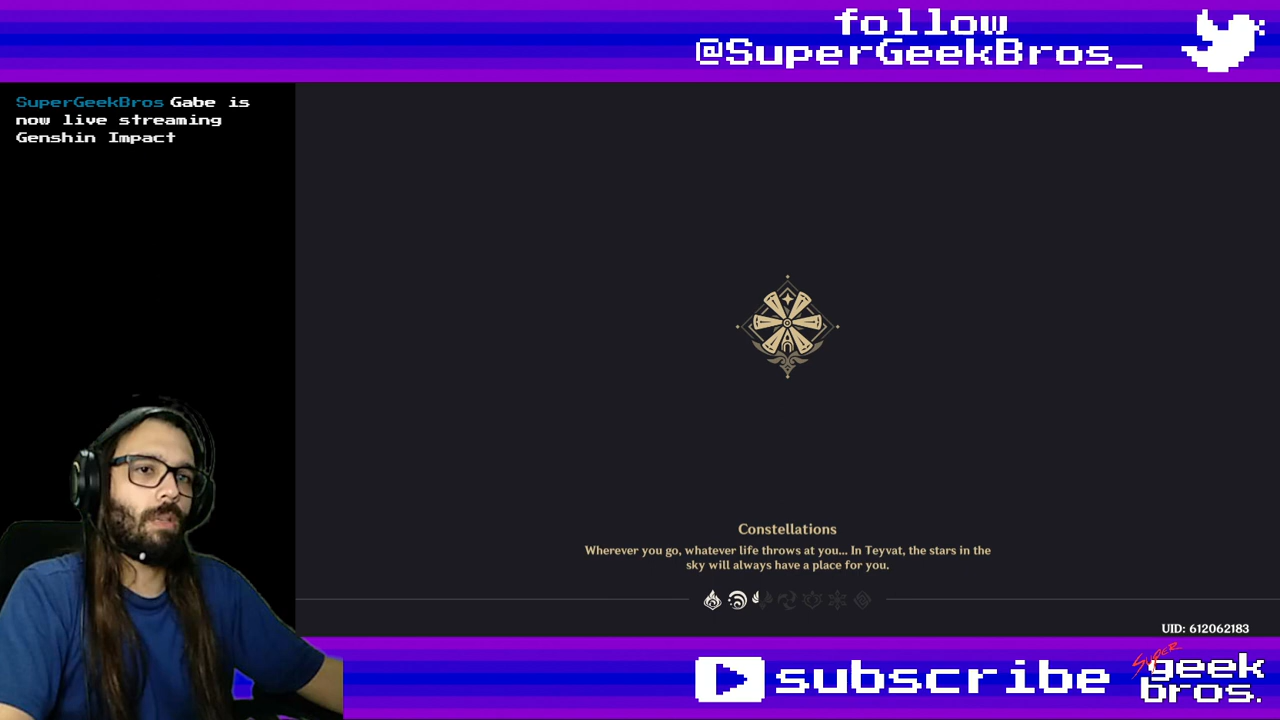 follow
@SuperGeekBros_
SuperGeekBros Gabe is
now live streaming
Genshin Impact
Constellations
Wherever you go, whatever life throws at you... In Teyvat, the stars in the
sky will always have a place for you.
UID: 612062183
subscribe
SUPER
geek
bros.